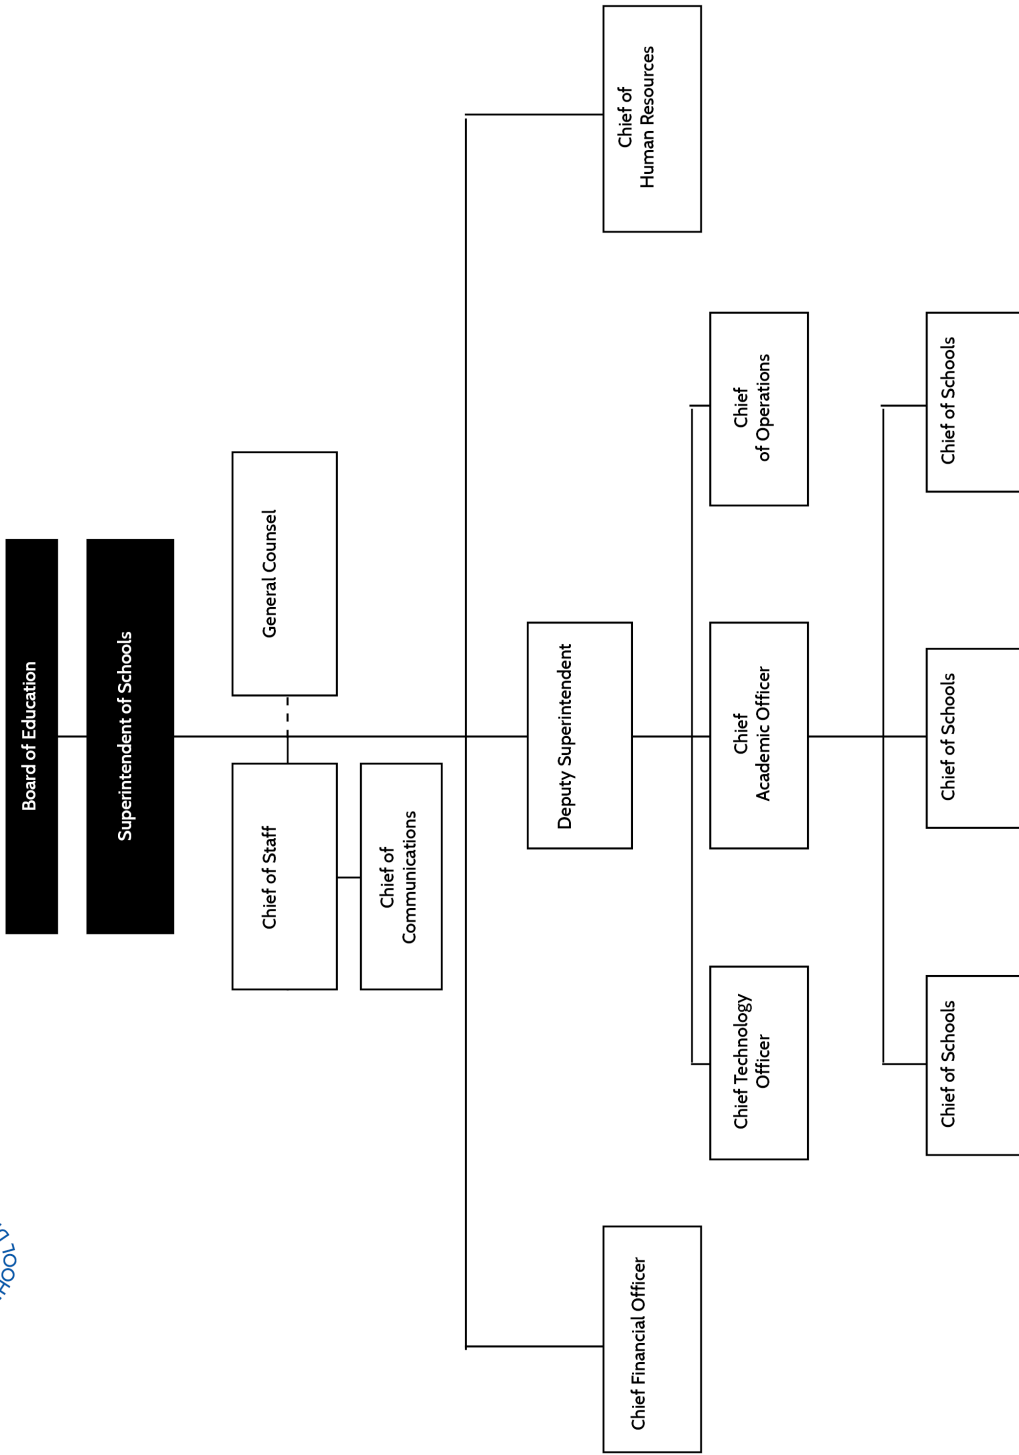 Board of Education
Superintendent of Schools
Chief of Staff
General Counsel
Chief of
Communications
Chief Financial Officer
Deputy Superintendent
Chief of
Human Resources
Chief Technology
Officer
Chief
Academic Officer
Chief
of Operations
Chief of Schools
Chief of Schools
Chief of Schools